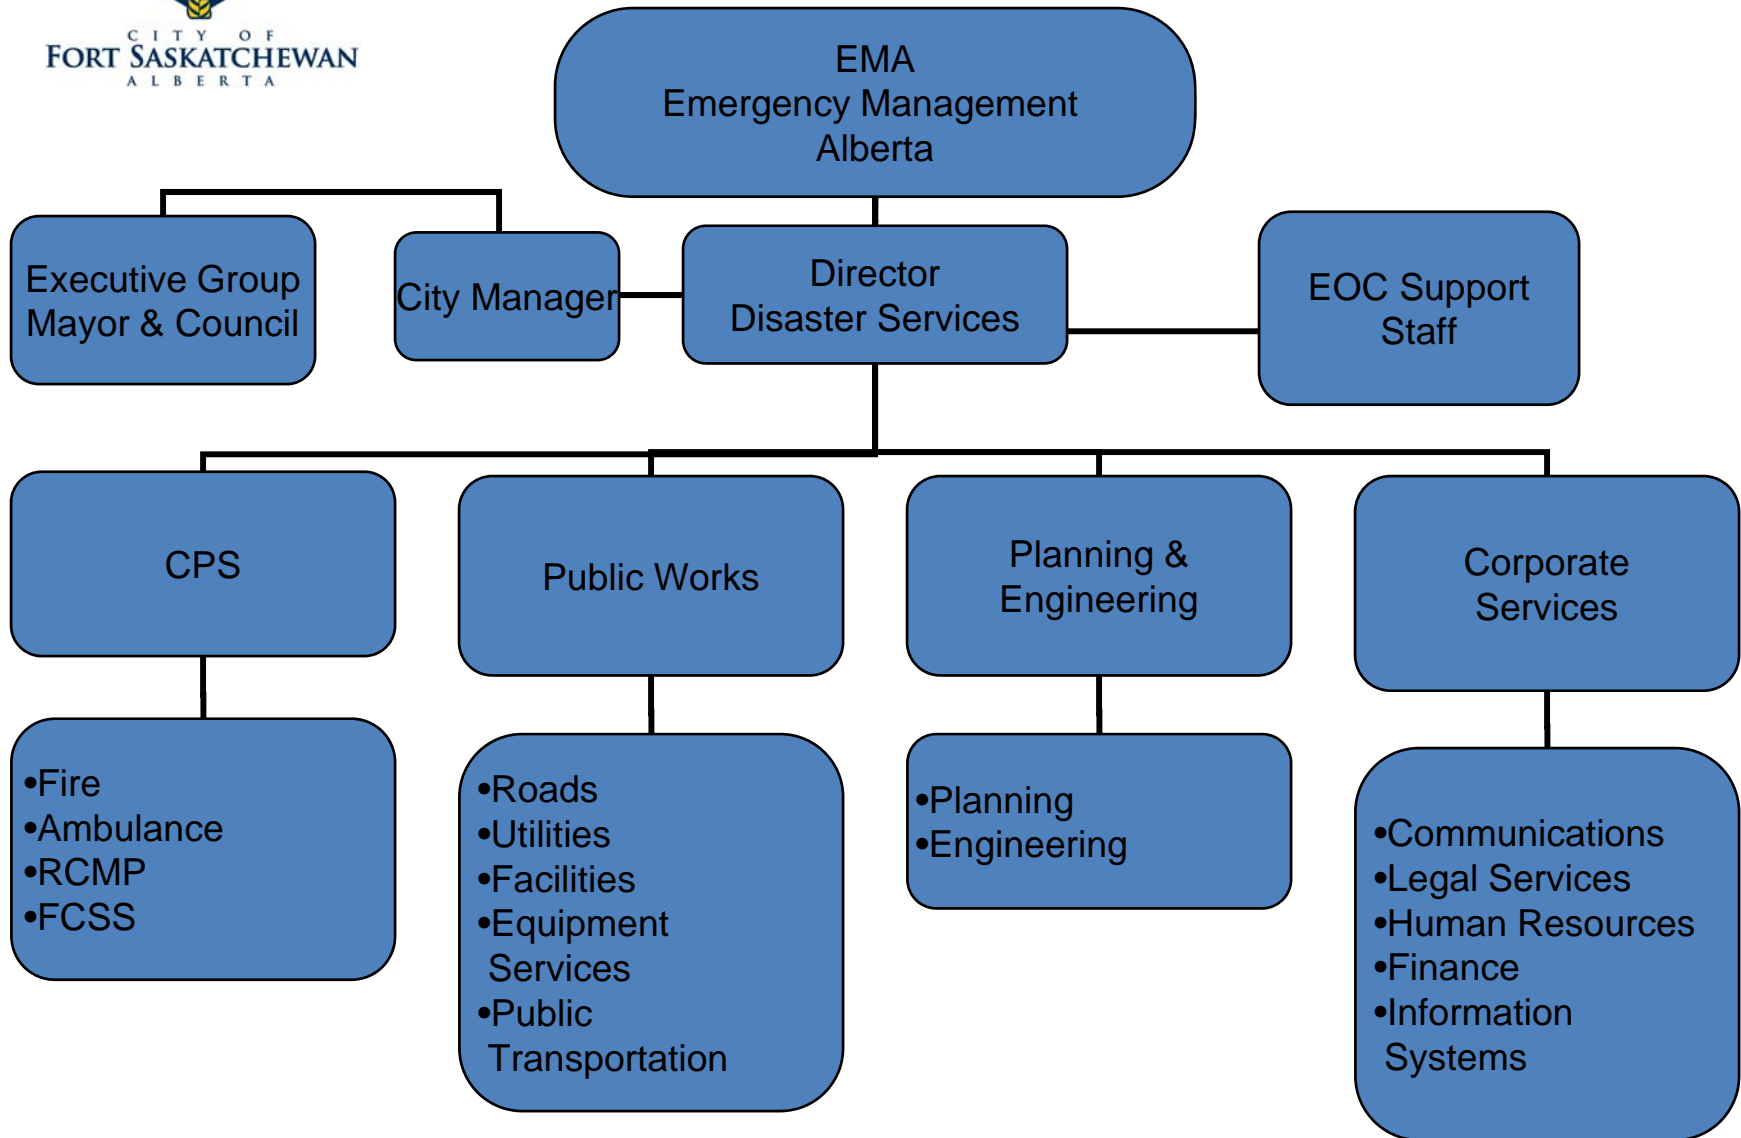 CITY OF
FORT SASKATCHEWAN
ALBERTA
EMA
Emergency Management
Alberta
Executive Group
Mayor & Council
City Manager
Director
Disaster Services
EOC Support
Staff
CPS
Public Works
Planning &
Engineering
Corporate
Services
•Fire
•Ambulance
•RCMP
•FCSS
•Roads
•Utilities
•Facilities
•Equipment
Services
•Public
Transportation
•Planning
•Engineering
•Communications
•Legal Services
•Human Resources
•Finance
•Information
Systems